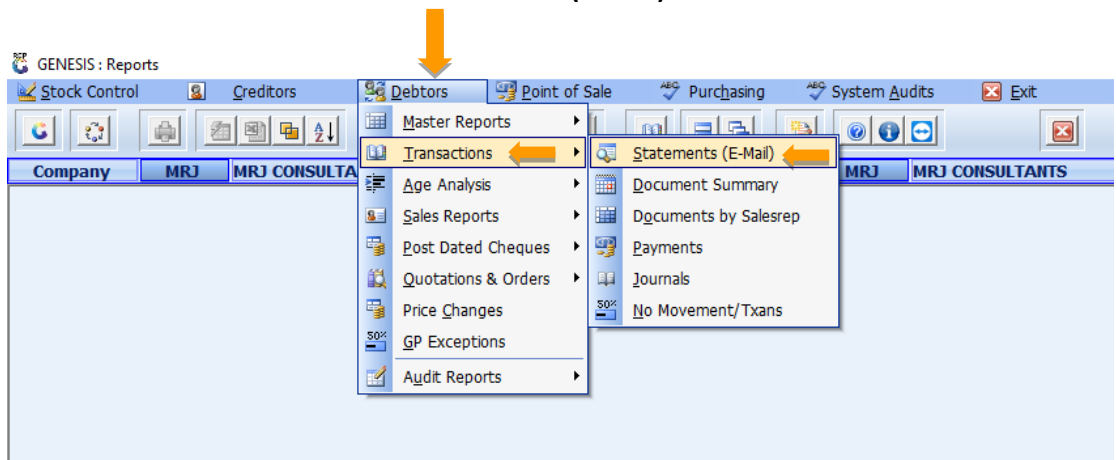 GENESIS : Reports
Stock Control Creditors Debtors Point of Sale Purchasing System Audits Exit
Company MRJ MRJ CONSULTA MRJ MRJ CONSULTANTS
Master Reports
Transactions
Age Analysis
Sales Reports
Post Dated Cheques
Quotations & Orders
Price Changes
50% GP Exceptions
Audit Reports
Statements (E-Mail)
Document Summary
Documents by Salesrep
Payments
Journals
50% No Movement/Txans